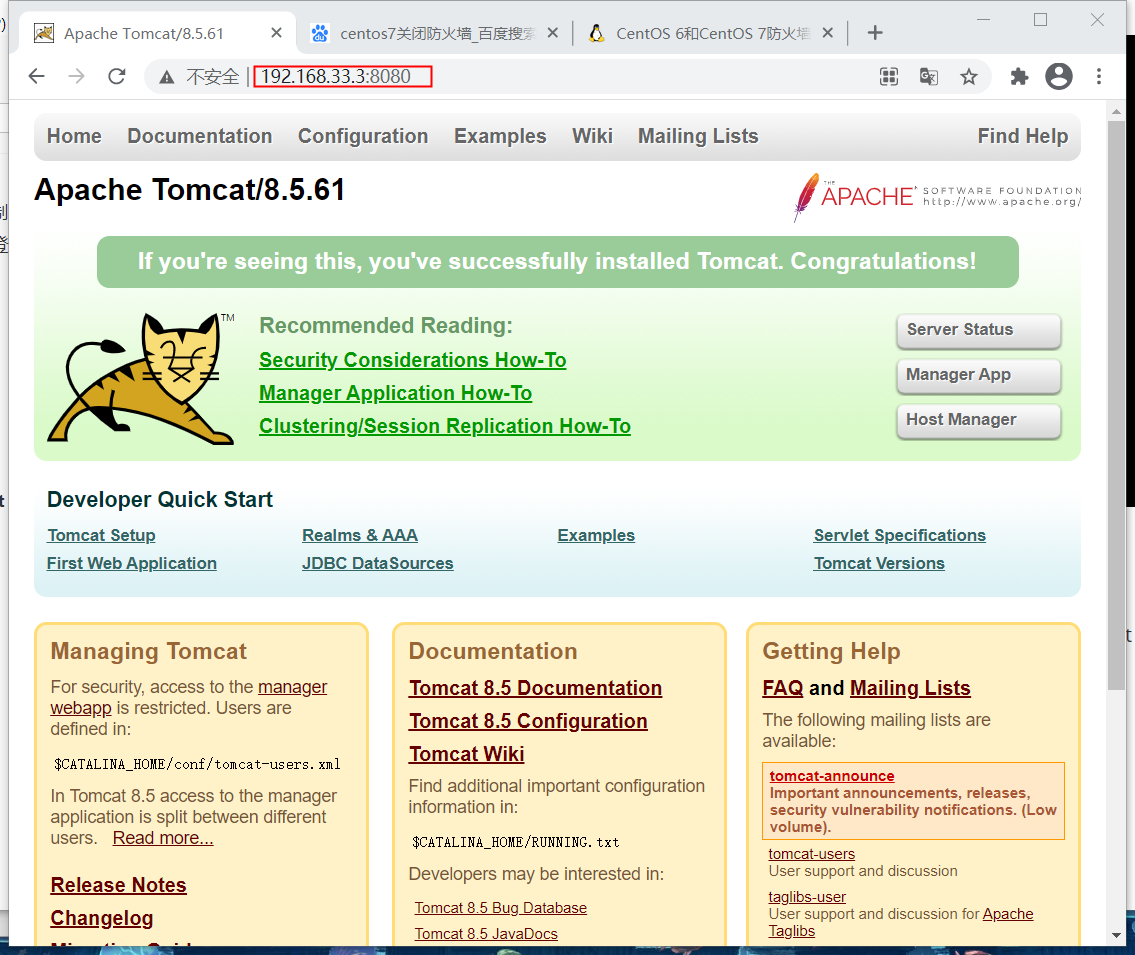 Apache Tomcat/8.5.61
centos7关闭防火墙_百度搜索
CentOS 6和CentOS 7防火墙
不安全 | 192.168.33.3:8080
Home Documentation Configuration Examples Wiki Mailing Lists Find Help
Apache Tomcat/8.5.61
THE APACHE SOFTWARE FOUNDATION
http://www.apache.org/
If you're seeing this, you've successfully installed Tomcat. Congratulations!
TM
Recommended Reading:
Security Considerations How-To
Manager Application How-To
Clustering/Session Replication How-To
Server Status
Manager App
Host Manager
Developer Quick Start
Tomcat Setup
First Web Application
Realms & AAA
JDBC DataSources
Examples
Servlet Specifications
Tomcat Versions
Managing Tomcat
For security, access to the manager
webapp is restricted. Users are
defined in:
$CATALINA_HOME/conf/tomcat-users.xml
In Tomcat 8.5 access to the manager
application is split between different
users. Read more...
Release Notes
Changelog
Documentation
Tomcat 8.5 Documentation
Tomcat 8.5 Configuration
Tomcat Wiki
Find additional important configuration
information in:
$CATALINA_HOME/RUNNING.txt
Developers may be interested in:
Tomcat 8.5 Bug Database
Tomcat 8.5 JavaDocs
Getting Help
FAQ and Mailing Lists
The following mailing lists are
available:
tomcat-announce
Important announcements, releases,
security vulnerability notifications. (Low
volume).
tomcat-users
User support and discussion
taglibs-user
User support and discussion for Apache
Taglibs